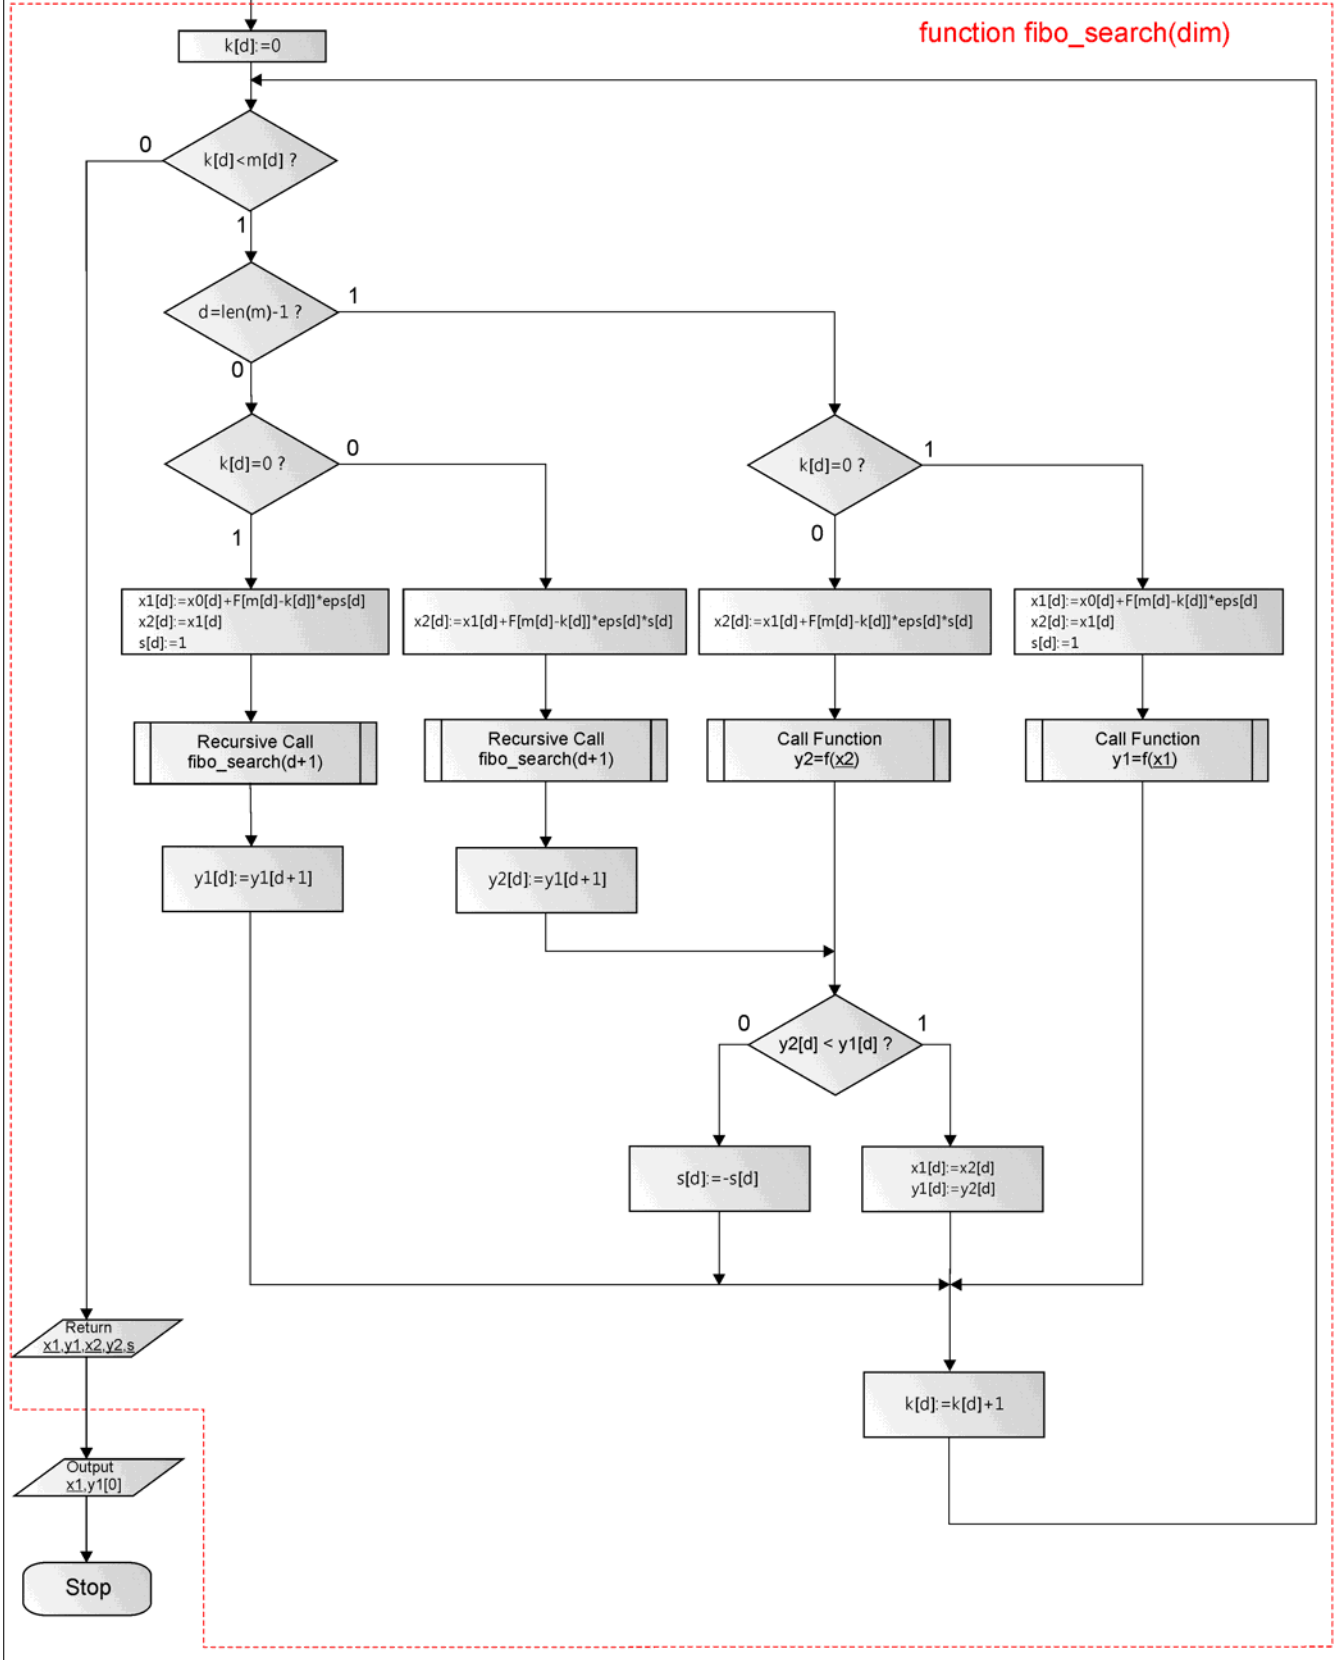 function fibo_search(dim)
k[d]:=0
0
k[d]<m[d] ?
1
d=len(m)-1 ?
1
0
k[d]=0 ?
0
1
k[d]=0 ?
1
0
x1[d]:=x0[d]+F[m[d]-k[d]]*eps[d]
x2[d]:=x1[d]
s[d]:=1
x2[d]:=x1[d]+F[m[d]-k[d]]*eps[d]*s[d]
x2[d]:=x1[d]+F[m[d]-k[d]]*eps[d]*s[d]
x1[d]:=x0[d]+F[m[d]-k[d]]*eps[d]
x2[d]:=x1[d]
s[d]:=1
Recursive Call
fibo_search(d+1)
Recursive Call
fibo_search(d+1)
Call Function
y2=f(x2)
Call Function
y1=f(x1)
y1[d]:=y1[d+1]
y2[d]:=y1[d+1]
0
y2[d] < y1[d] ?
1
s[d]:=-s[d]
x1[d]:=x2[d]
y1[d]:=y2[d]
Return
x1,y1,x2,y2,s
k[d]:=k[d]+1
Output
x1,y1[0]
Stop